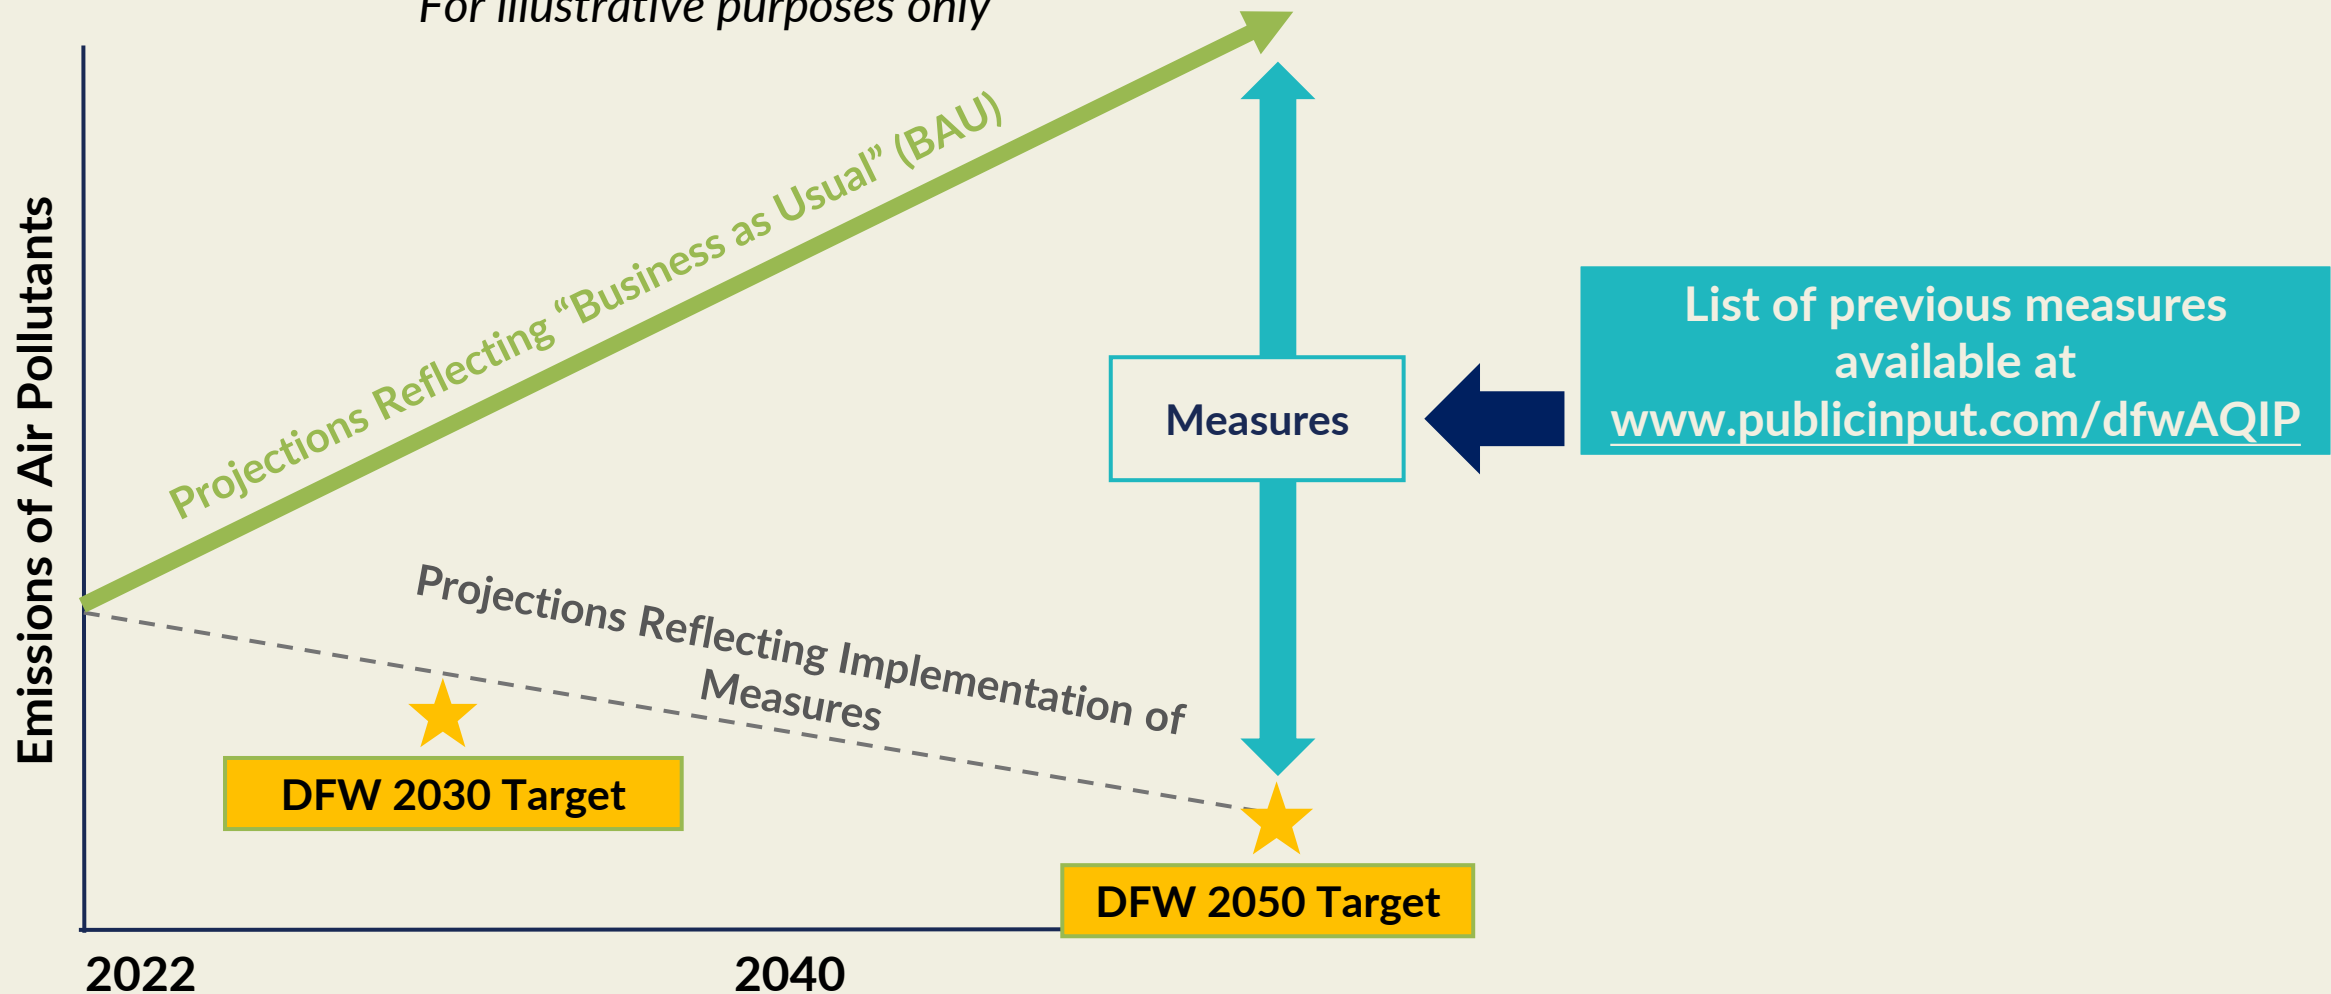 For illustrative purposes only
Emissions of Air Pollutants
Projections Reflecting “Business as Usual” (BAU)
List of previous measures
available at
www.publicinput.com/dfwAQIP
Measures
Projections Reflecting Implementation of
Measures
DFW 2030 Target
DFW 2050 Target
2022
2040